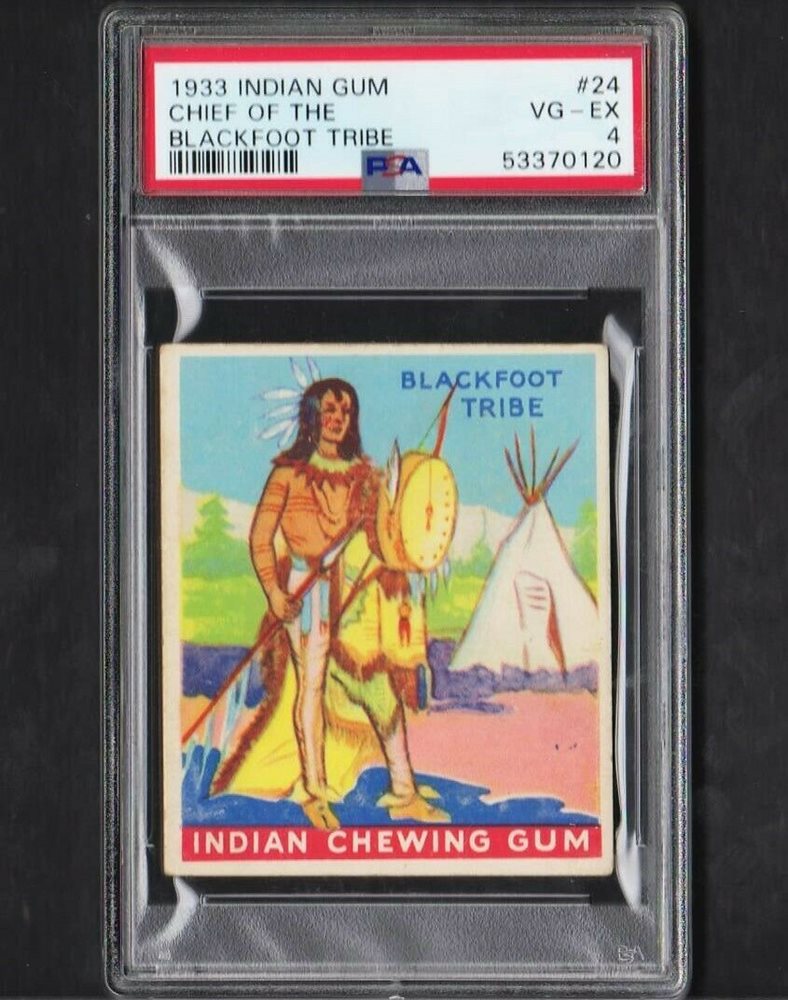 1933 INDIAN GUM #24
CHIEF OF THE VG-EX
BLACKFOOT TRIBE 4
PSA 53370120
BLACKFOOT
TRIBE
INDIAN CHEWING GUM
PSA